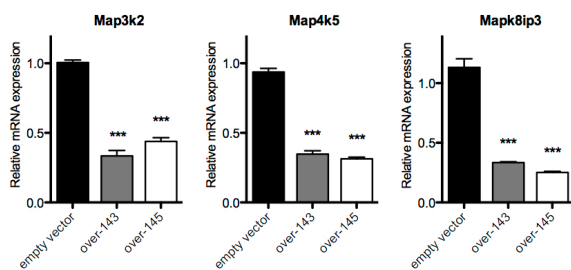 Map3k2
Map4k5
Mapk8ip3
Relative mRNA expression
1.0
0.5
0.0
***
***
empty vector
over-143
over-145
Relative mRNA expression
1.0
0.5
0.0
***
***
empty vector
over-143
over-145
Relative mRNA expression
1.0
0.5
0.0
***
***
empty vector
over-143
over-145